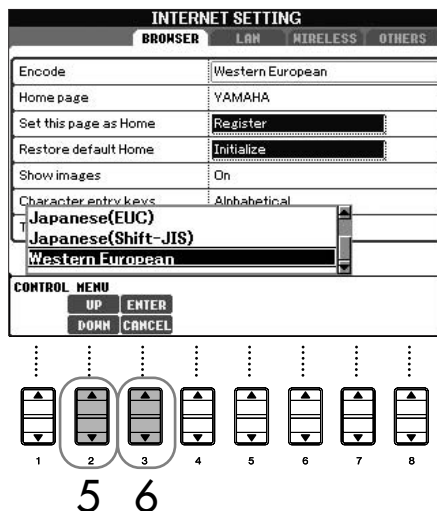 INTERNET SETTING
BROWSER LAN WIRELESS OTHERS
Encode Western European
Home page YAMAHA
Set this page as Home Register
Restore default Home Initialize
Show images On
Character entry keys Alphabetical
T
Japanese(EUC)
Japanese(Shift-JIS)
Western European
CONTROL MENU
UP ENTER
DOWN CANCEL
1 2 3 4 5 6 7 8
5 6